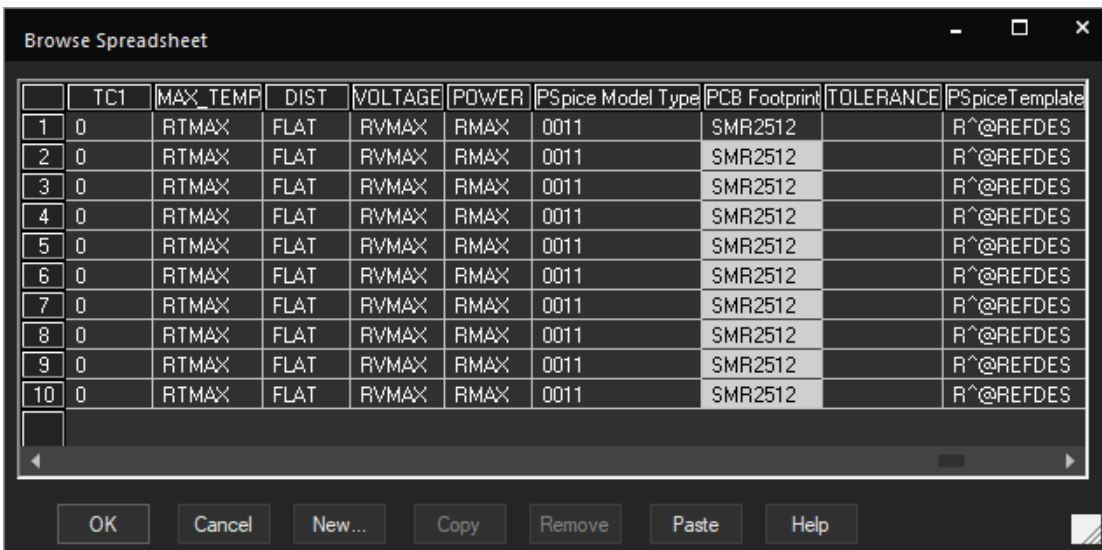 Browse Spreadsheet
TC1 MAX_TEMP DIST VOLTAGE POWER PSpice Model Type PCB Footprint TOLERANCE PSpiceTemplate
1 0 RTMAX FLAT RVMAX RMAX 0011 SMR2512 R^@REFDES
2 0 RTMAX FLAT RVMAX RMAX 0011 SMR2512 R^@REFDES
3 0 RTMAX FLAT RVMAX RMAX 0011 SMR2512 R^@REFDES
4 0 RTMAX FLAT RVMAX RMAX 0011 SMR2512 R^@REFDES
5 0 RTMAX FLAT RVMAX RMAX 0011 SMR2512 R^@REFDES
6 0 RTMAX FLAT RVMAX RMAX 0011 SMR2512 R^@REFDES
7 0 RTMAX FLAT RVMAX RMAX 0011 SMR2512 R^@REFDES
8 0 RTMAX FLAT RVMAX RMAX 0011 SMR2512 R^@REFDES
9 0 RTMAX FLAT RVMAX RMAX 0011 SMR2512 R^@REFDES
10 0 RTMAX FLAT RVMAX RMAX 0011 SMR2512 R^@REFDES
OK Cancel New... Copy Remove Paste Help